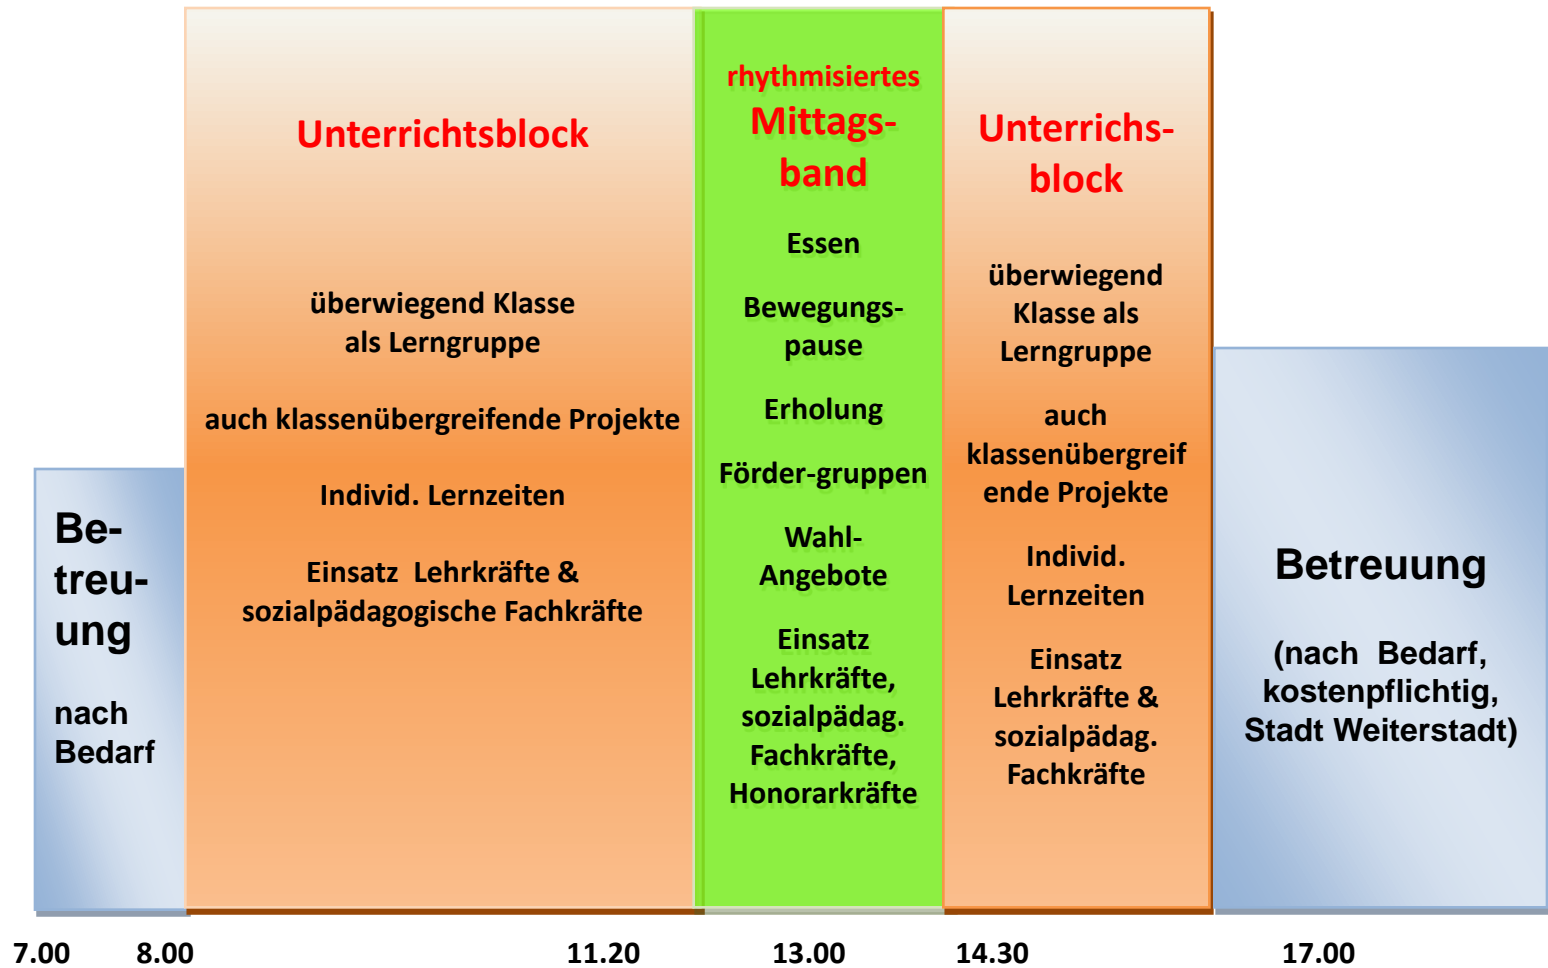 Be-
treu-
ung
nach
Bedarf
Unterrichtsblock
überwiegend Klasse
als Lerngruppe
auch klassenübergreifende Projekte
Individ. Lernzeiten
Einsatz  Lehrkräfte &
sozialpädagogische Fachkräfte
rhythmisiertes
Mittags-
band
Essen
Bewegungs-
pause
Erholung
Förder-gruppen
Wahl-
Angebote
Einsatz
Lehrkräfte,
sozialpädag.
Fachkräfte,
Honorarkräfte
Unterrichs-
block
überwiegend
Klasse als
Lerngruppe
auch
klassenübergreif
ende Projekte
Individ.
Lernzeiten
Einsatz
Lehrkräfte &
sozialpädag.
Fachkräfte
Betreuung
(nach  Bedarf,
kostenpflichtig,
Stadt Weiterstadt)
7.00 8.00 11.20 13.00 14.30 17.00